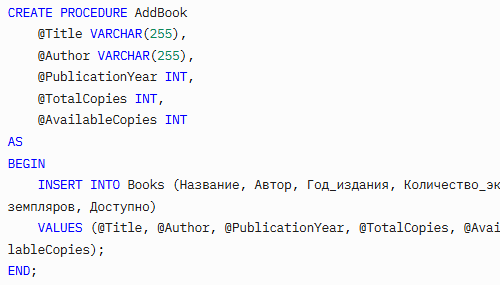 CREATE PROCEDURE AddBook
    @Title VARCHAR(255),
    @Author VARCHAR(255),
    @PublicationYear INT,
    @TotalCopies INT,
    @AvailableCopies INT
AS
BEGIN
    INSERT INTO Books (Название, Автор, Год_издания, Количество_эк
земпляров, Доступно)
    VALUES (@Title, @Author, @PublicationYear, @TotalCopies, @Avai
lableCopies);
END;